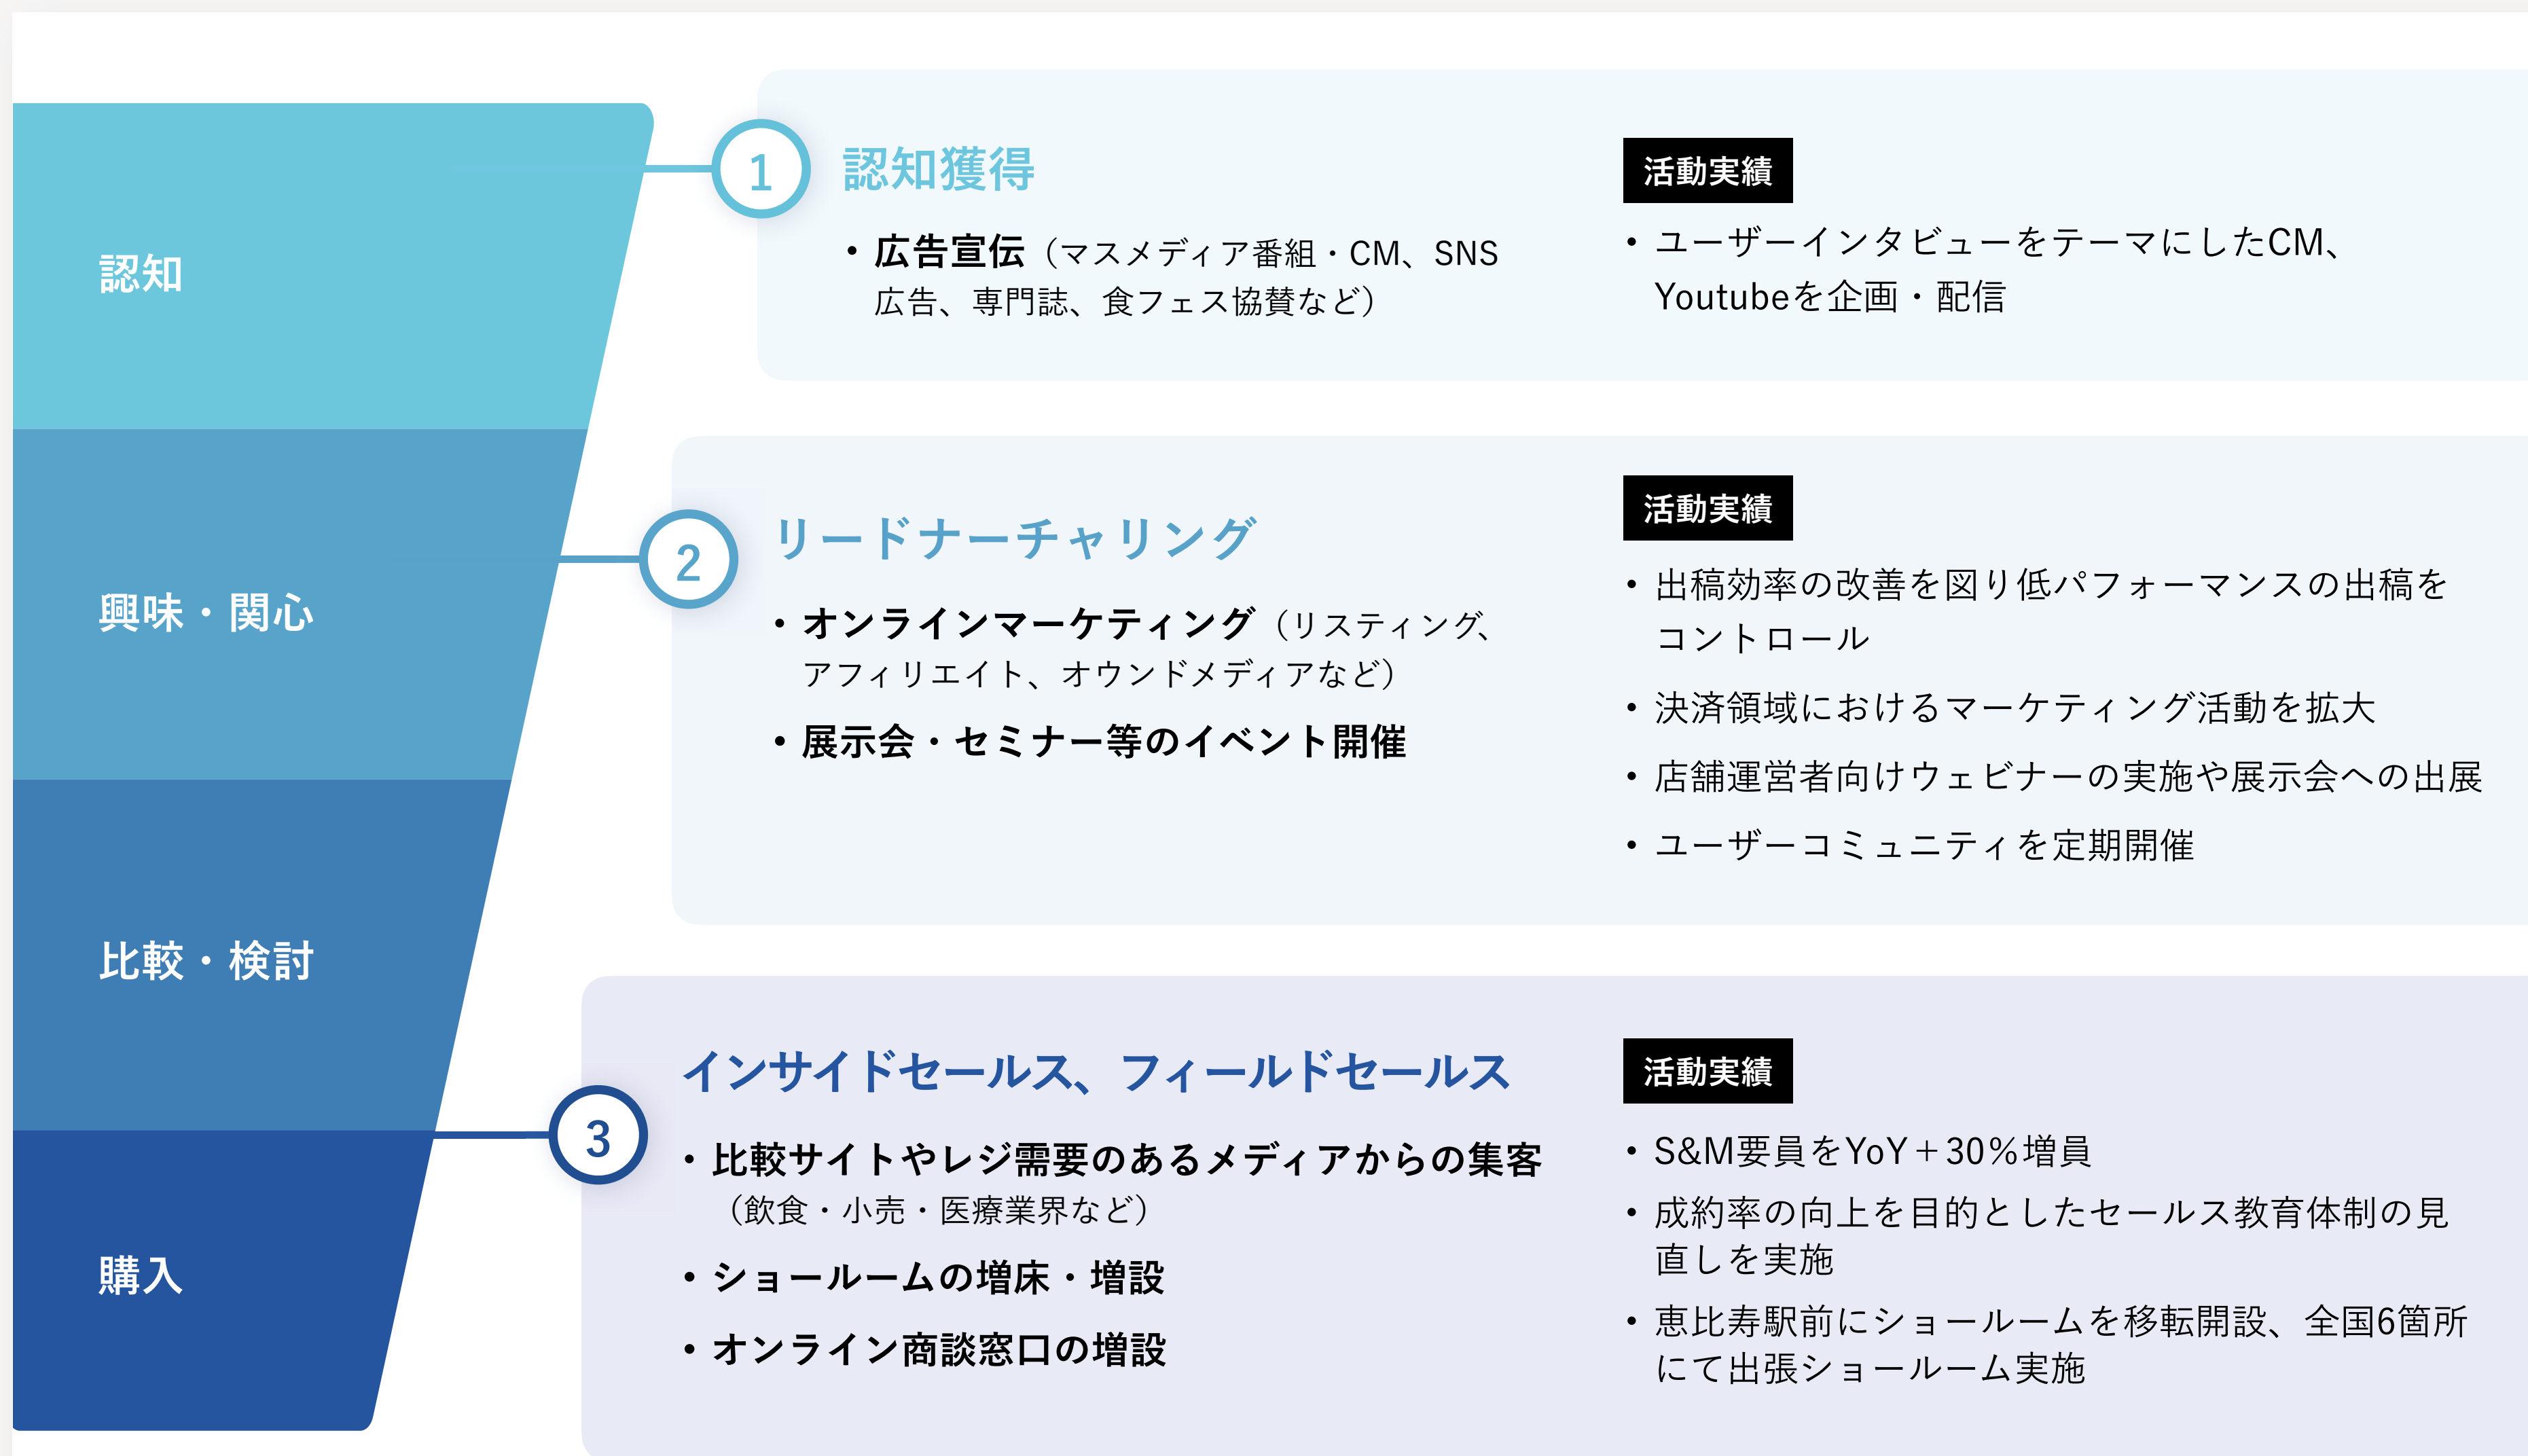 認知
1
認知獲得
・広告宣伝（マスメディア番組・CM、SNS
広告、専門誌、食フェス協賛など）
活動実績
・ユーザーインタビューをテーマにしたCM、
Youtubeを企画・配信
興味・関心
2
リードナーチャリング
・オンラインマーケティング（リスティング、
アフィリエイト、オウンドメディアなど）
・展示会・セミナー等のイベント開催
活動実績
・出稿効率の改善を図り低パフォーマンスの出稿を
コントロール
・決済領域におけるマーケティング活動を拡大
・店舗運営者向けウェビナーの実施や展示会への出展
・ユーザーコミュニティを定期開催
比較・検討
購入
3
インサイドセールス、フィールドセールス
・比較サイトやレジ需要のあるメディアからの集客
（飲食・小売・医療業界など）
・ショールームの増床・増設
・オンライン商談窓口の増設
活動実績
・S&M要員をYoY＋30％増員
・成約率の向上を目的としたセールス教育体制の見
直しを実施
・恵比寿駅前にショールームを移転開設、全国6箇所
にて出張ショールーム実施